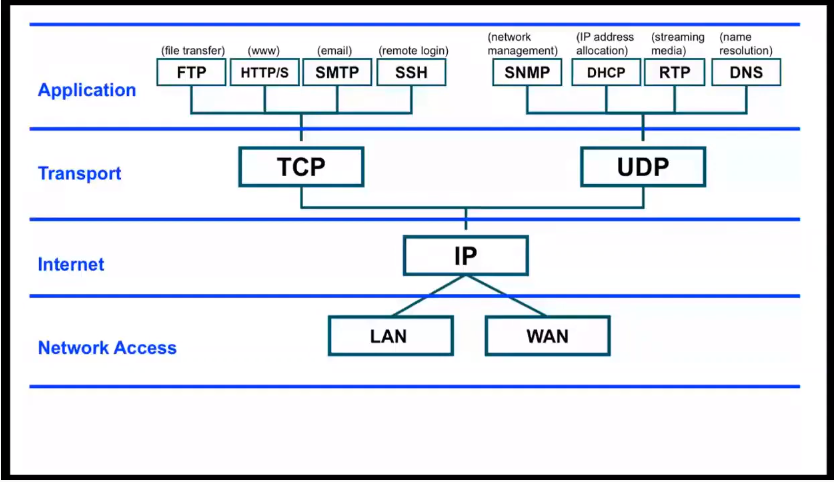 (file transfer)
(www)
(email)
(remote login)
(network
management)
(IP address
allocation)
(streaming
media)
(name
resolution)
Application
FTP
HTTP/S
SMTP
SSH
SNMP
DHCP
RTP
DNS
Transport
TCP
UDP
Internet
IP
Network Access
LAN
WAN